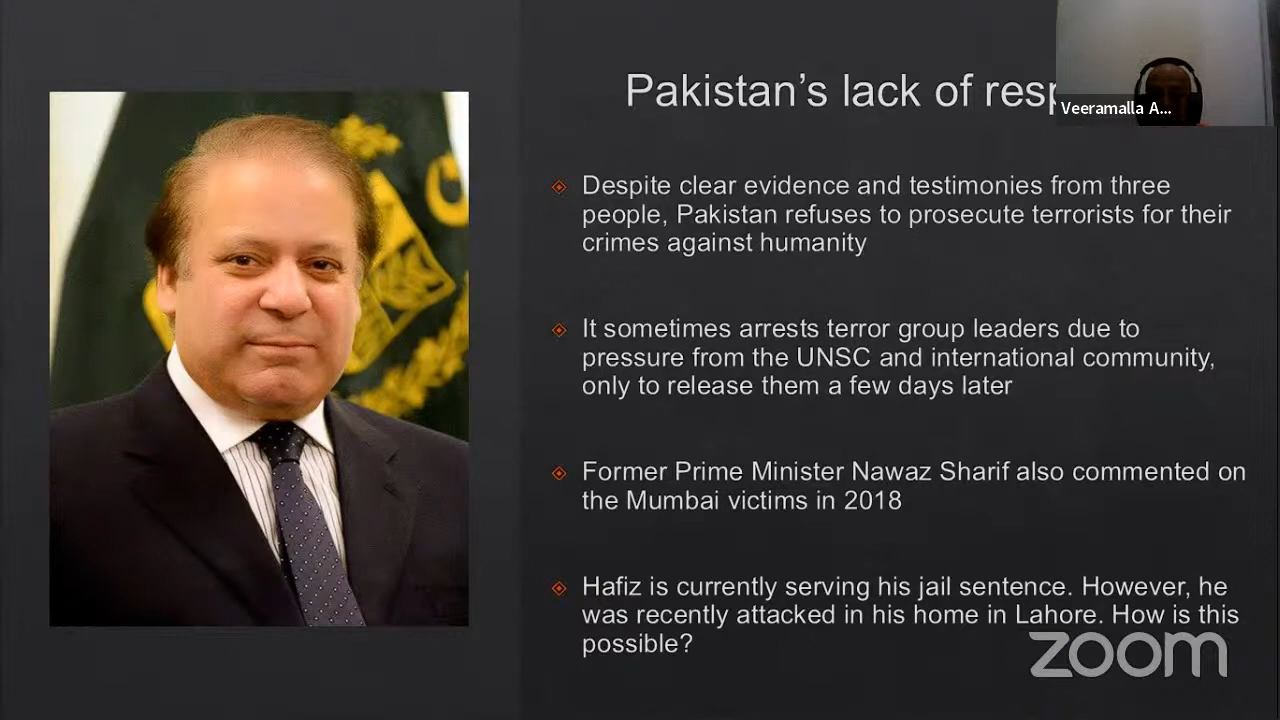 Pakistan's lack of resp
Veeramalla A...
Despite clear evidence and testimonies from three
people, Pakistan refuses to prosecute terrorists for their
crimes against humanity
It sometimes arrests terror group leaders due to
pressure from the UNSC and international community,
only to release them a few days later
Former Prime Minister Nawaz Sharif also commented on
the Mumbai victims in 2018
Hafiz is currently serving his jail sentence. However, he
was recently attacked in his home in Lahore. How is this
possible?
zoom